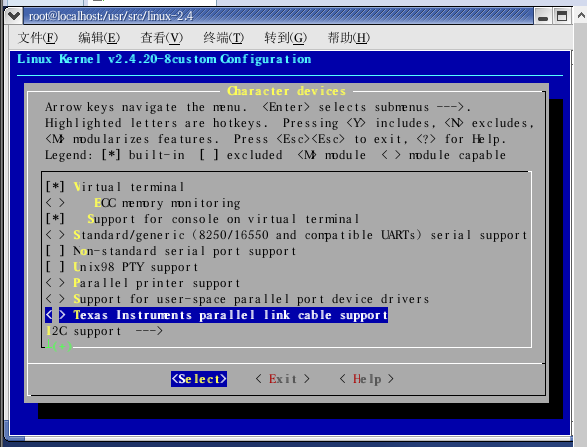 root@localhost:/usr/src/linux-2.4
文件(F) 编辑(E) 查看(V) 终端(T) 转到(G) 帮助(H)
Linux Kernel v2.4.20-8custom Configuration
Character devices
Arrow keys navigate the menu. <Enter> selects submenus --->.
Highlighted letters are hotkeys. Pressing <Y> includes, <N> excludes,
<M> modularizes features. Press <Esc><Esc> to exit, <?> for Help.
Legend: [*] built-in [ ] excluded <M> module < > module capable
[*] Virtual terminal
< > ECC memory monitoring
[*] Support for console on virtual terminal
< > Standard/generic (8250/16550 and compatible UARTs) serial support
[ ] Non-standard serial port support
[ ] Unix98 PTY support
< > Parallel printer support
< > Support for user-space parallel port device drivers
< > Texas Instruments parallel link cable support
I2C support --->
<Select> < Exit > < Help >